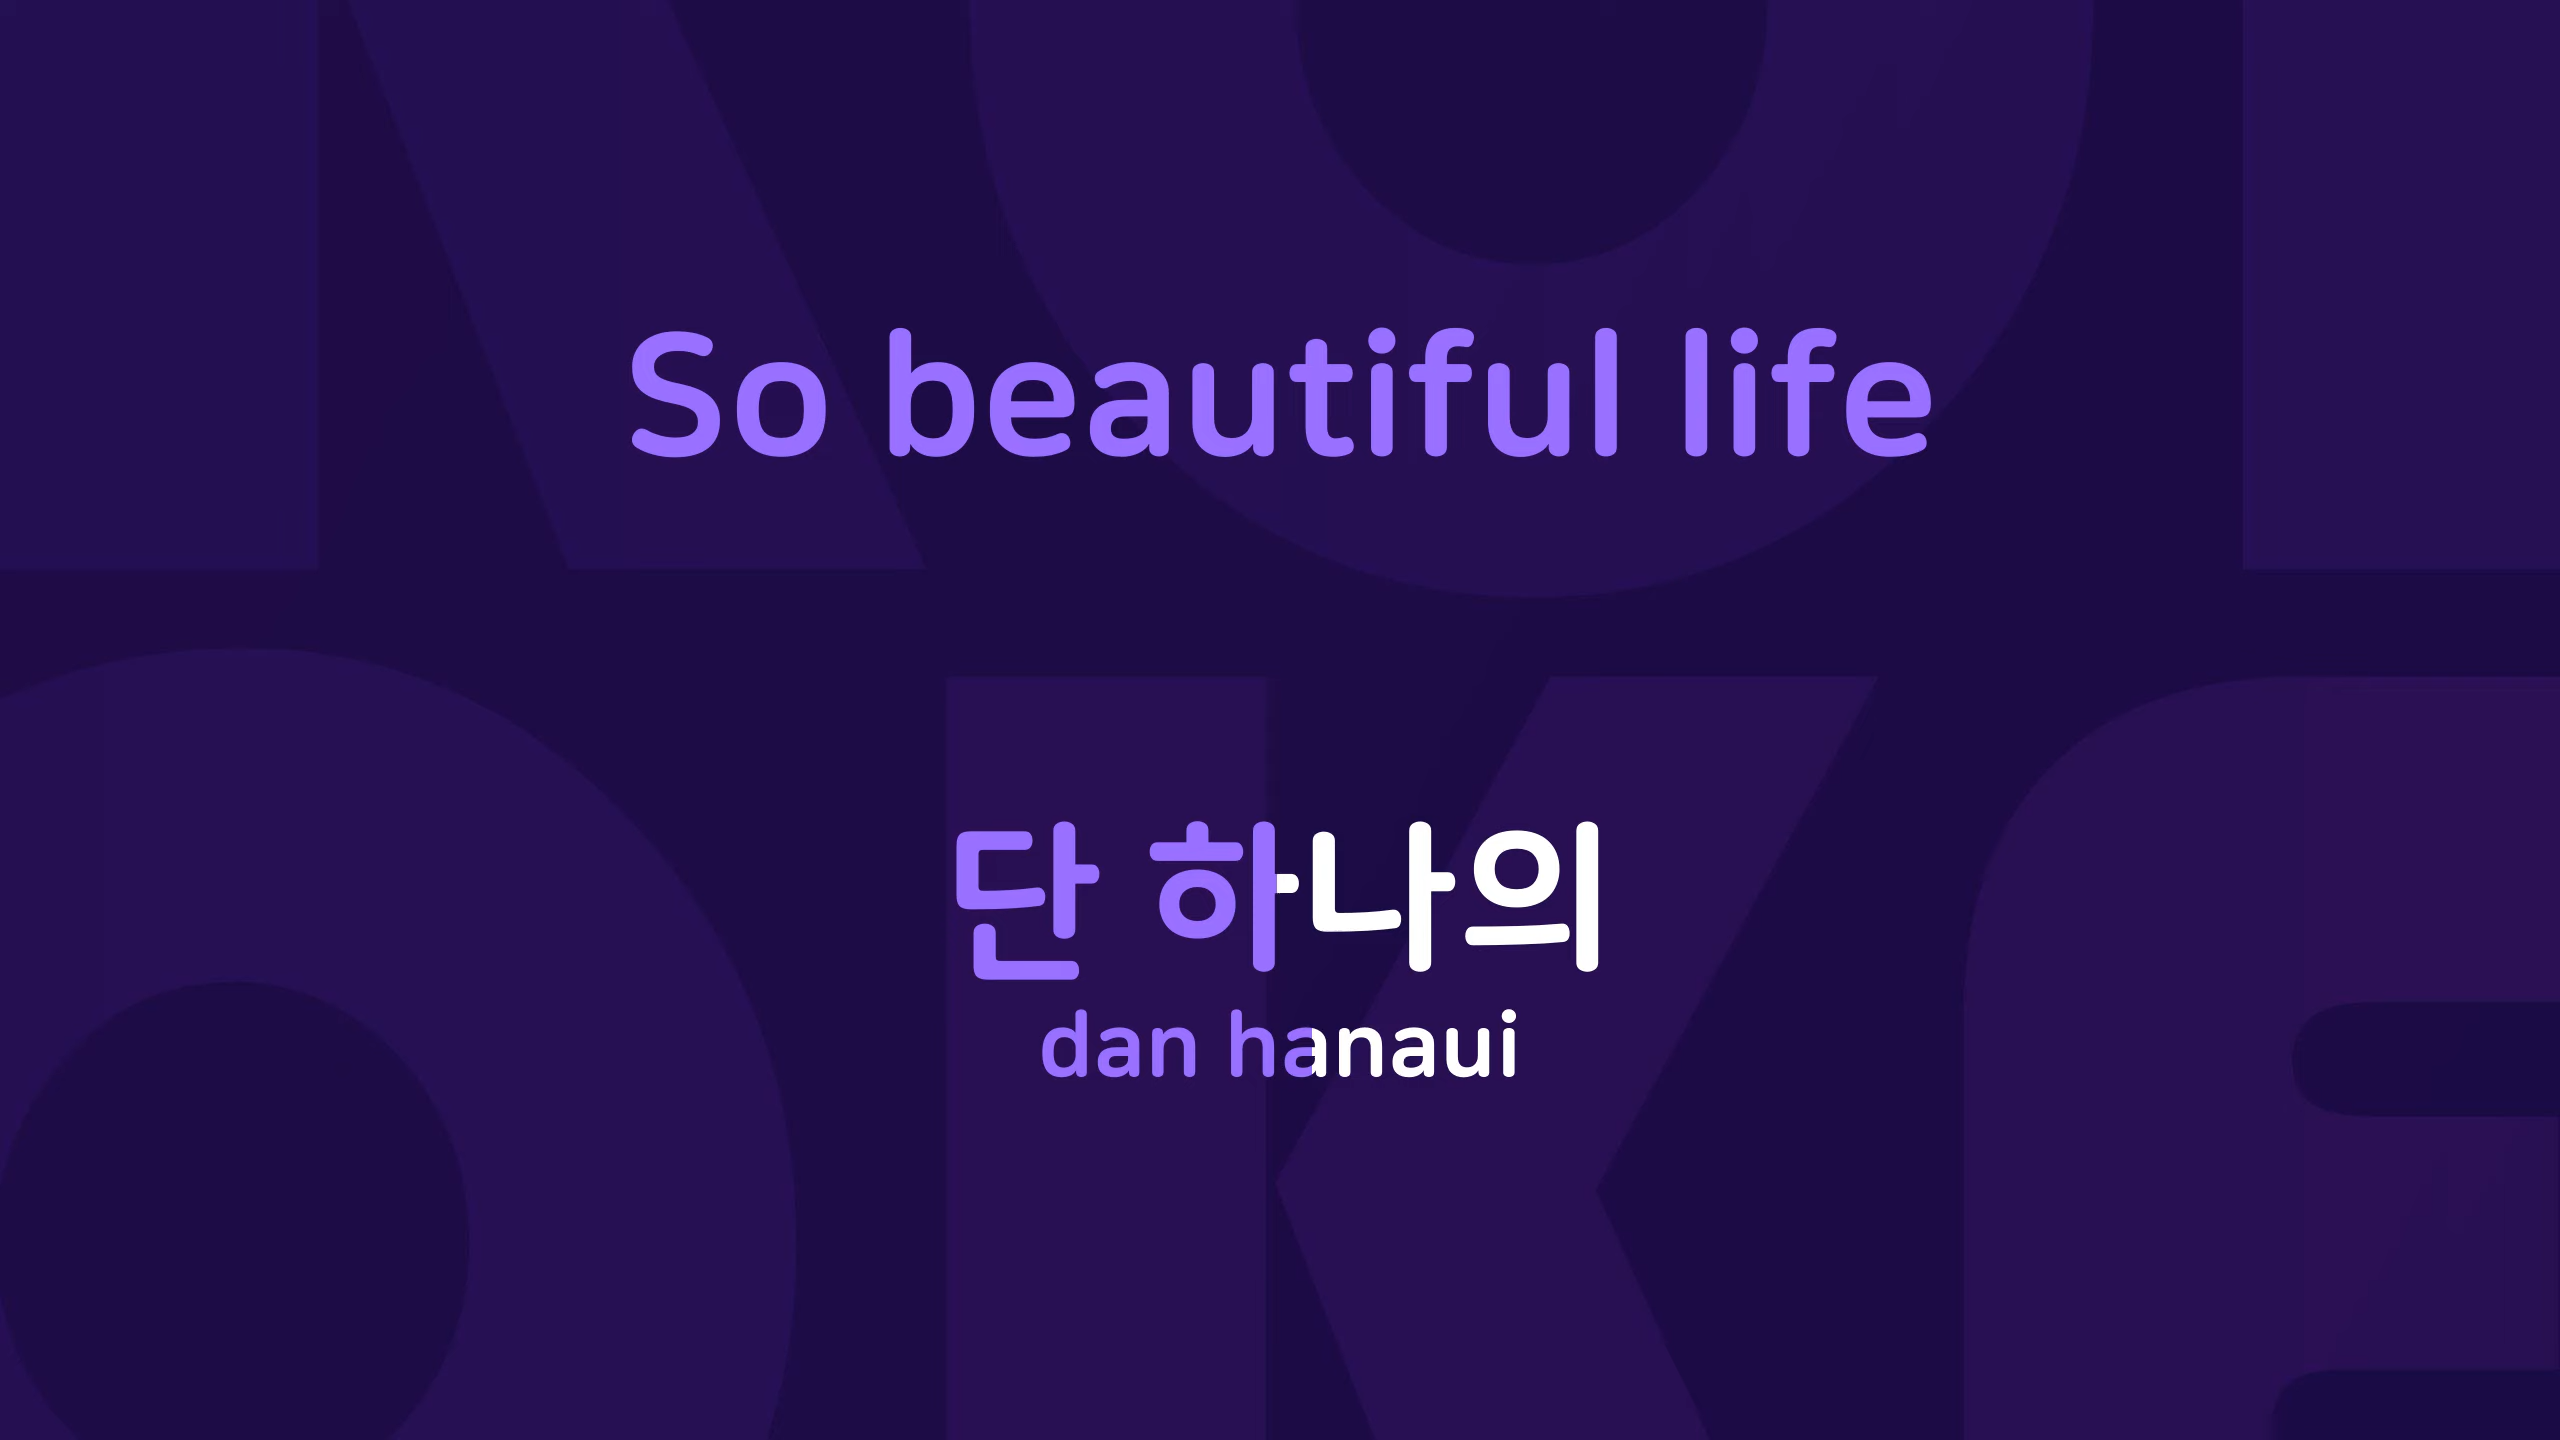 So beautiful life
단 하나의
dan hanaui